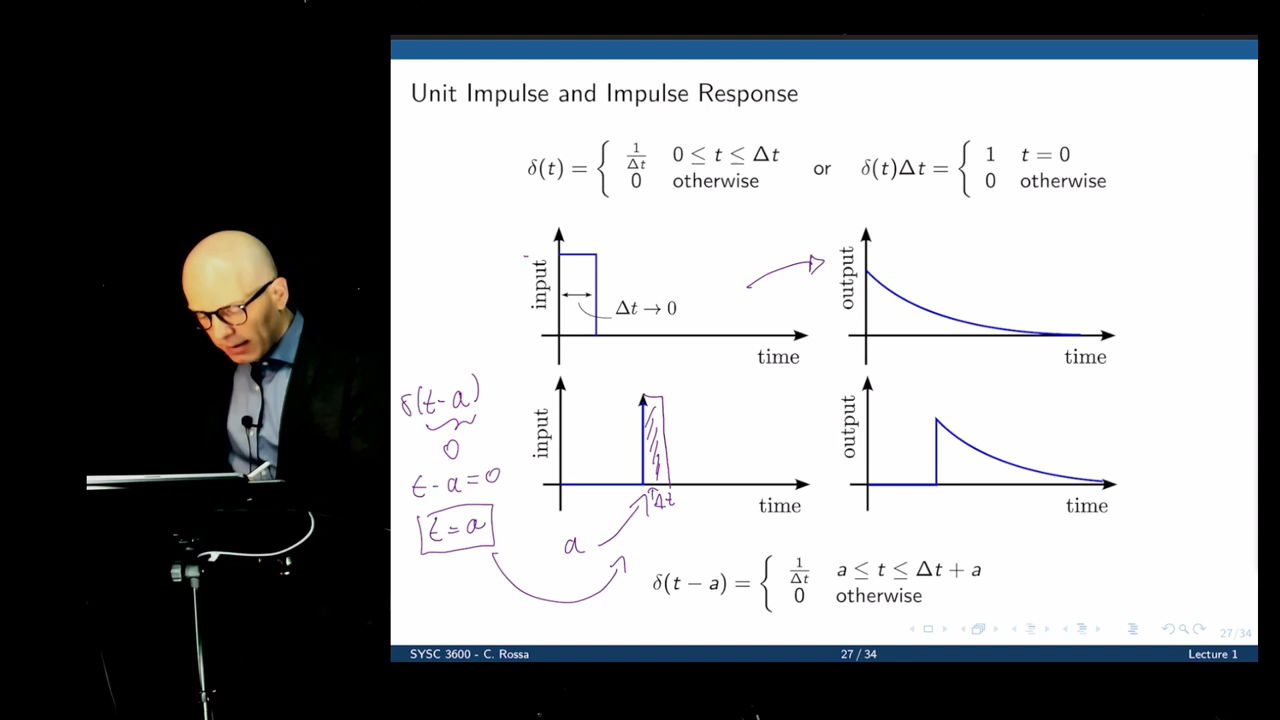 Unit Impulse and Impulse Response
δ(t) = { 1/Δt 0 ≤ t ≤ Δt
0 otherwise
or
δ(t)Δt = { 1 t = 0
0 otherwise
input
Δt → 0
time
output
time
δ(t-a)
0
t-a=0
t=a
input
a
Δt
time
output
time
δ(t − a) = { 1/Δt a ≤ t ≤ Δt + a
0 otherwise
27/34
SYSC 3600 - C. Rossa
27 / 34
Lecture 1